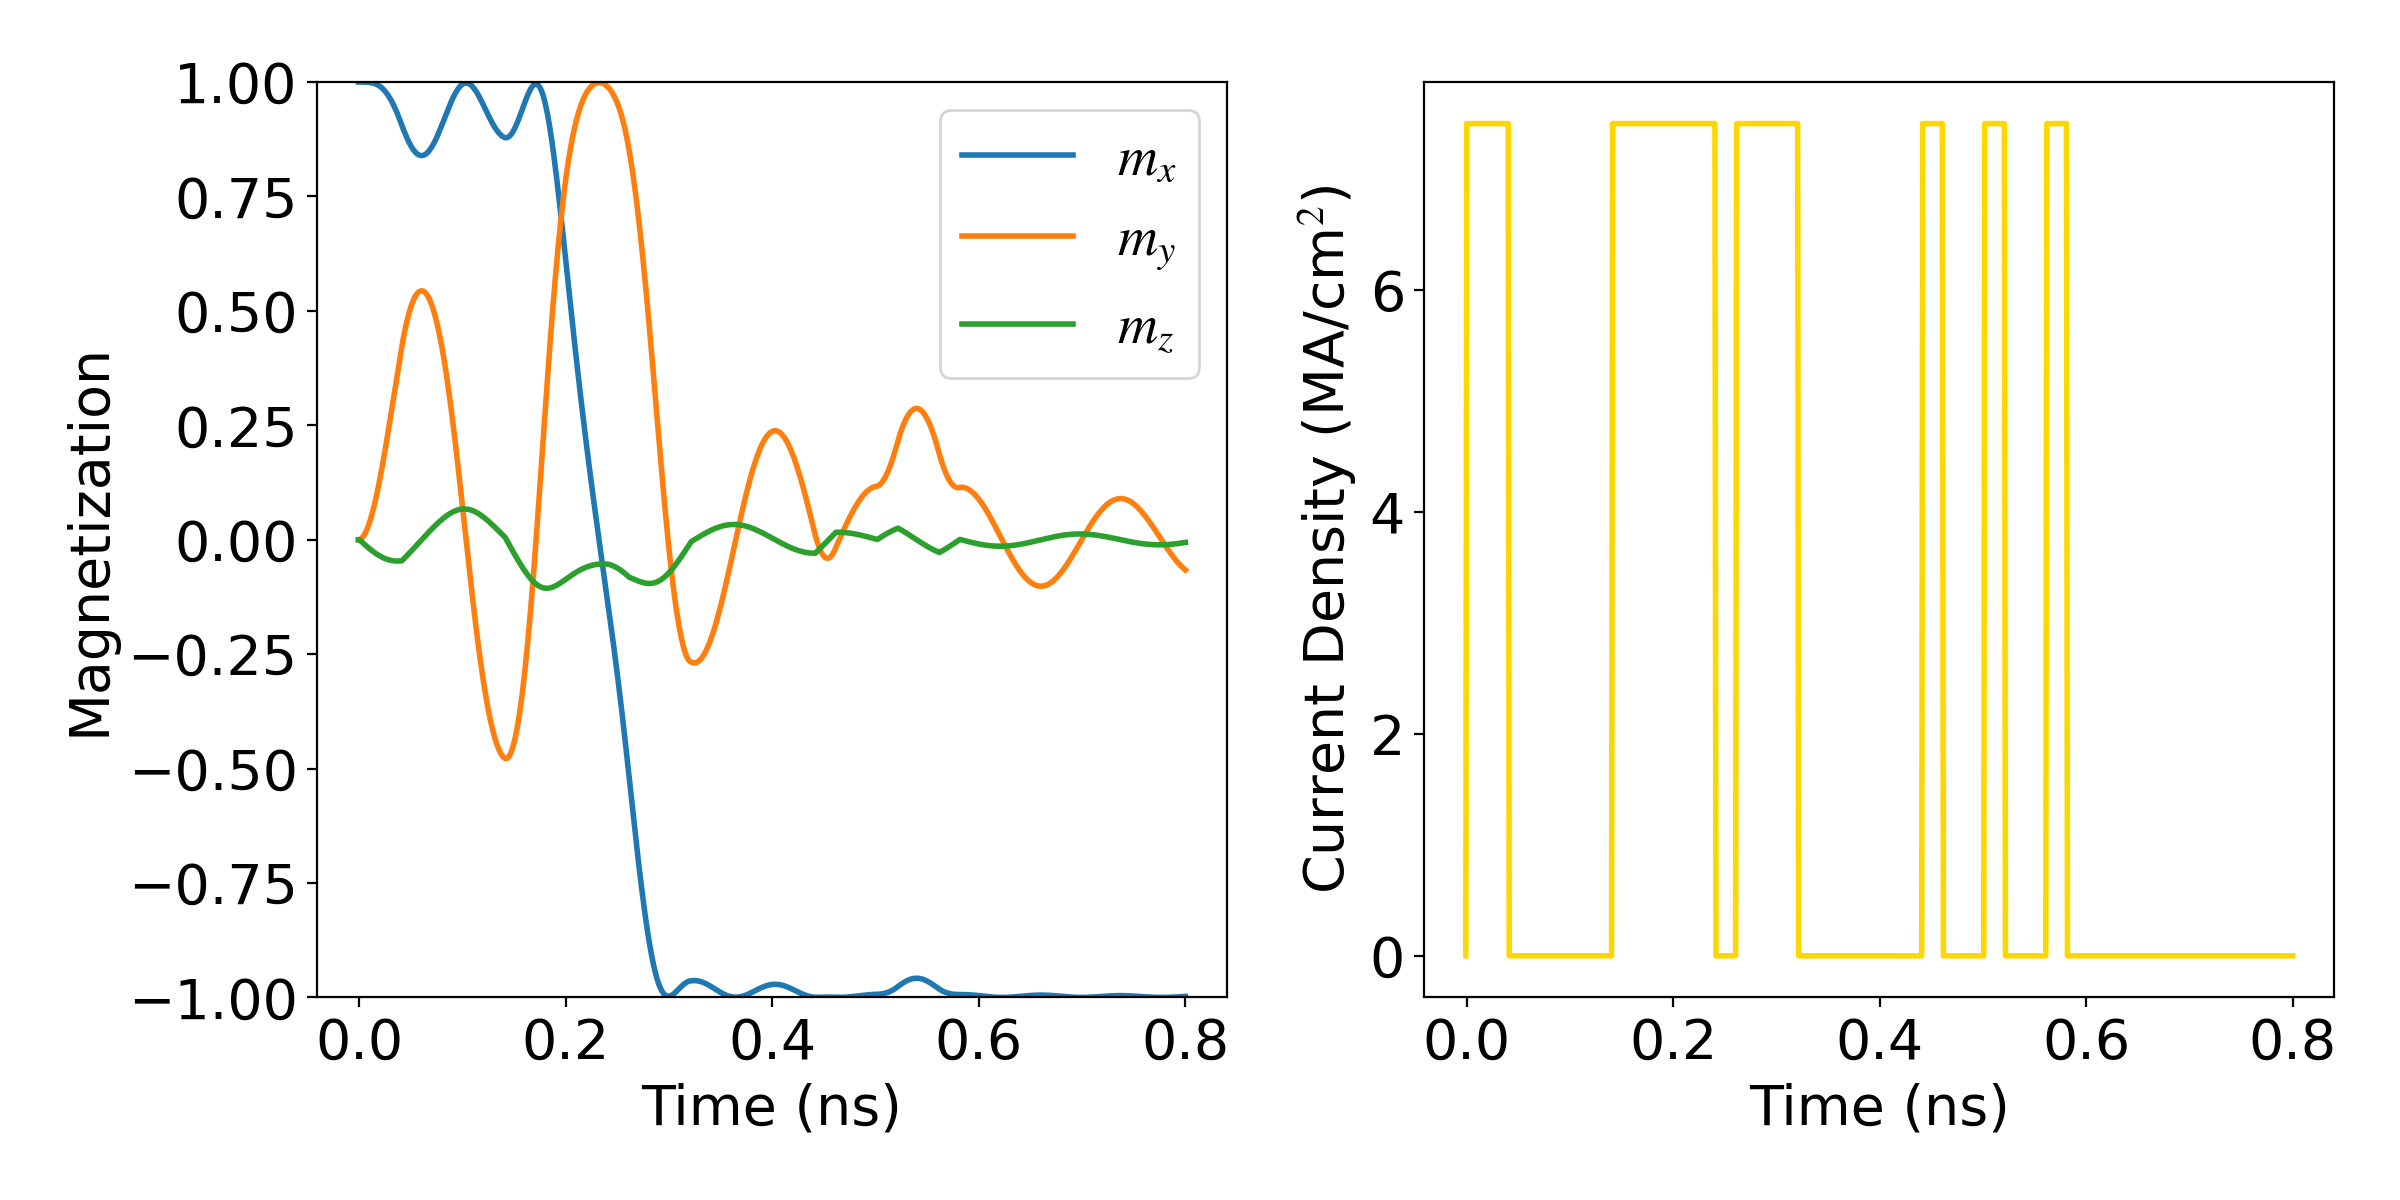 1.00
0.75
0.50
0.25
0.00
−0.25
−0.50
−0.75
−1.00
Magnetization
0.0 0.2 0.4 0.6 0.8
Time (ns)
m_x
m_y
m_z
6
4
2
0
Current Density (MA/cm²)
0.0 0.2 0.4 0.6 0.8
Time (ns)